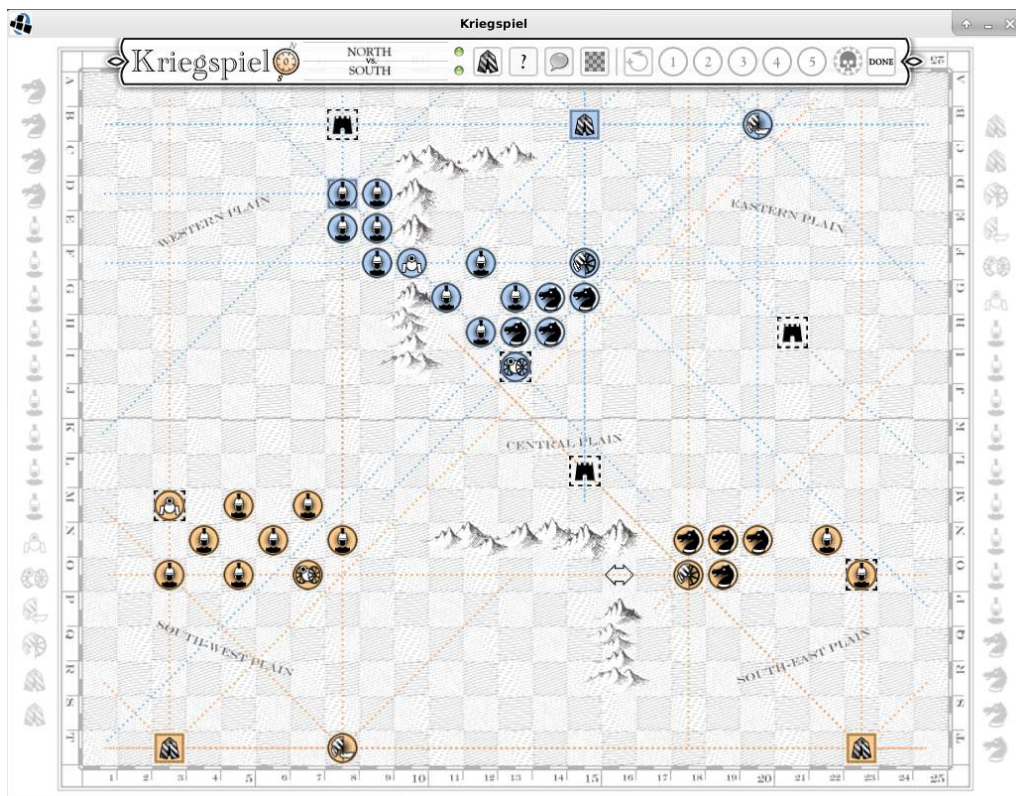 Kriegspiel
Kriegspiel
N
0
S
NORTH
vs.
SOUTH
?
1 2 3 4 5
DONE
25
A A
B B
C C
D D
E E
F F
G G
H H
I I
J J
K K
L L
M M
N N
O O
P P
Q Q
R R
S S
T T
WESTERN PLAIN
EASTERN PLAIN
CENTRAL PLAIN
SOUTH-WEST PLAIN
SOUTH-EAST PLAIN
1 2 3 4 5 6 7 8 9 10 11 12 13 14 15 16 17 18 19 20 21 22 23 24 25